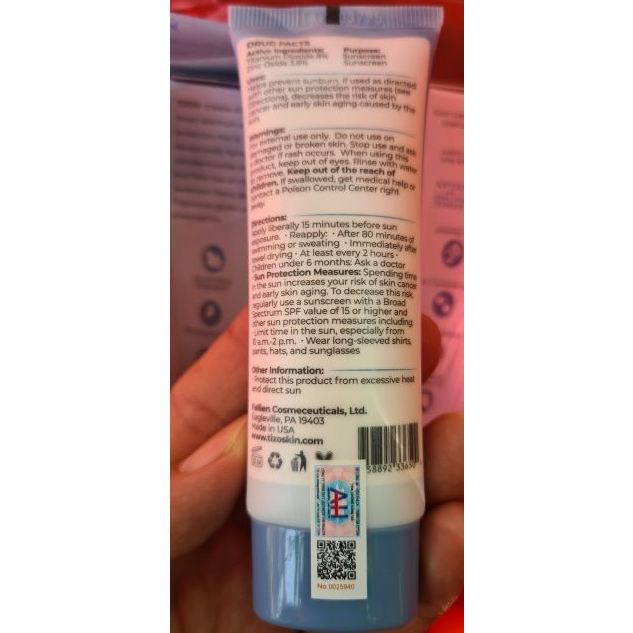 DRUG FACTS
Active Ingredients: Purpose:
Titanium Dioxide 8% Sunscreen
Zinc Oxide 3.8% Sunscreen
Uses:
Helps prevent sunburn. If used as directed
with other sun protection measures (see
Directions), decreases the risk of skin
cancer and early skin aging caused by the
sun.
Warnings:
For external use only. Do not use on
damaged or broken skin. Stop use and ask
a doctor if rash occurs. When using this
product, keep out of eyes. Rinse with water
to remove. Keep out of the reach of
children. If swallowed, get medical help or
contact a Poison Control Center right
away.
Directions:
Apply liberally 15 minutes before sun
exposure. • Reapply: • After 80 minutes of
swimming or sweating • Immediately after
towel drying • At least every 2 hours •
Children under 6 months: Ask a doctor
• Sun Protection Measures: Spending time
in the sun increases your risk of skin cancer
and early skin aging. To decrease this risk,
regularly use a sunscreen with a Broad
Spectrum SPF value of 15 or higher and
other sun protection measures including:
• Limit time in the sun, especially from
10 a.m.-2 p.m. • Wear long-sleeved shirts,
pants, hats, and sunglasses
Other Information:
• Protect this product from excessive heat
and direct sun
Fallien Cosmeceuticals, Ltd.
Eagleville, PA 19403
Made in USA
www.tizoskin.com
58892 33650
AH
No 0025940